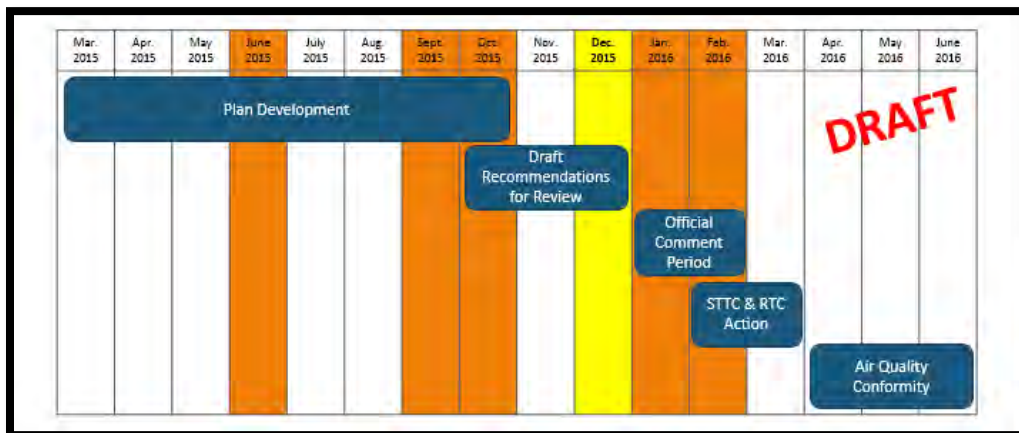 Mar. Apr. May June July Aug. Sept. Oct. Nov. Dec. Jan. Feb. Mar. Apr. May June
2015 2015 2015 2015 2015 2015 2015 2015 2015 2015 2016 2016 2016 2016 2016 2016
Plan Development
DRAFT
Draft
Recommendations
for Review
Official
Comment
Period
STTC & RTC
Action
Air Quality
Conformity